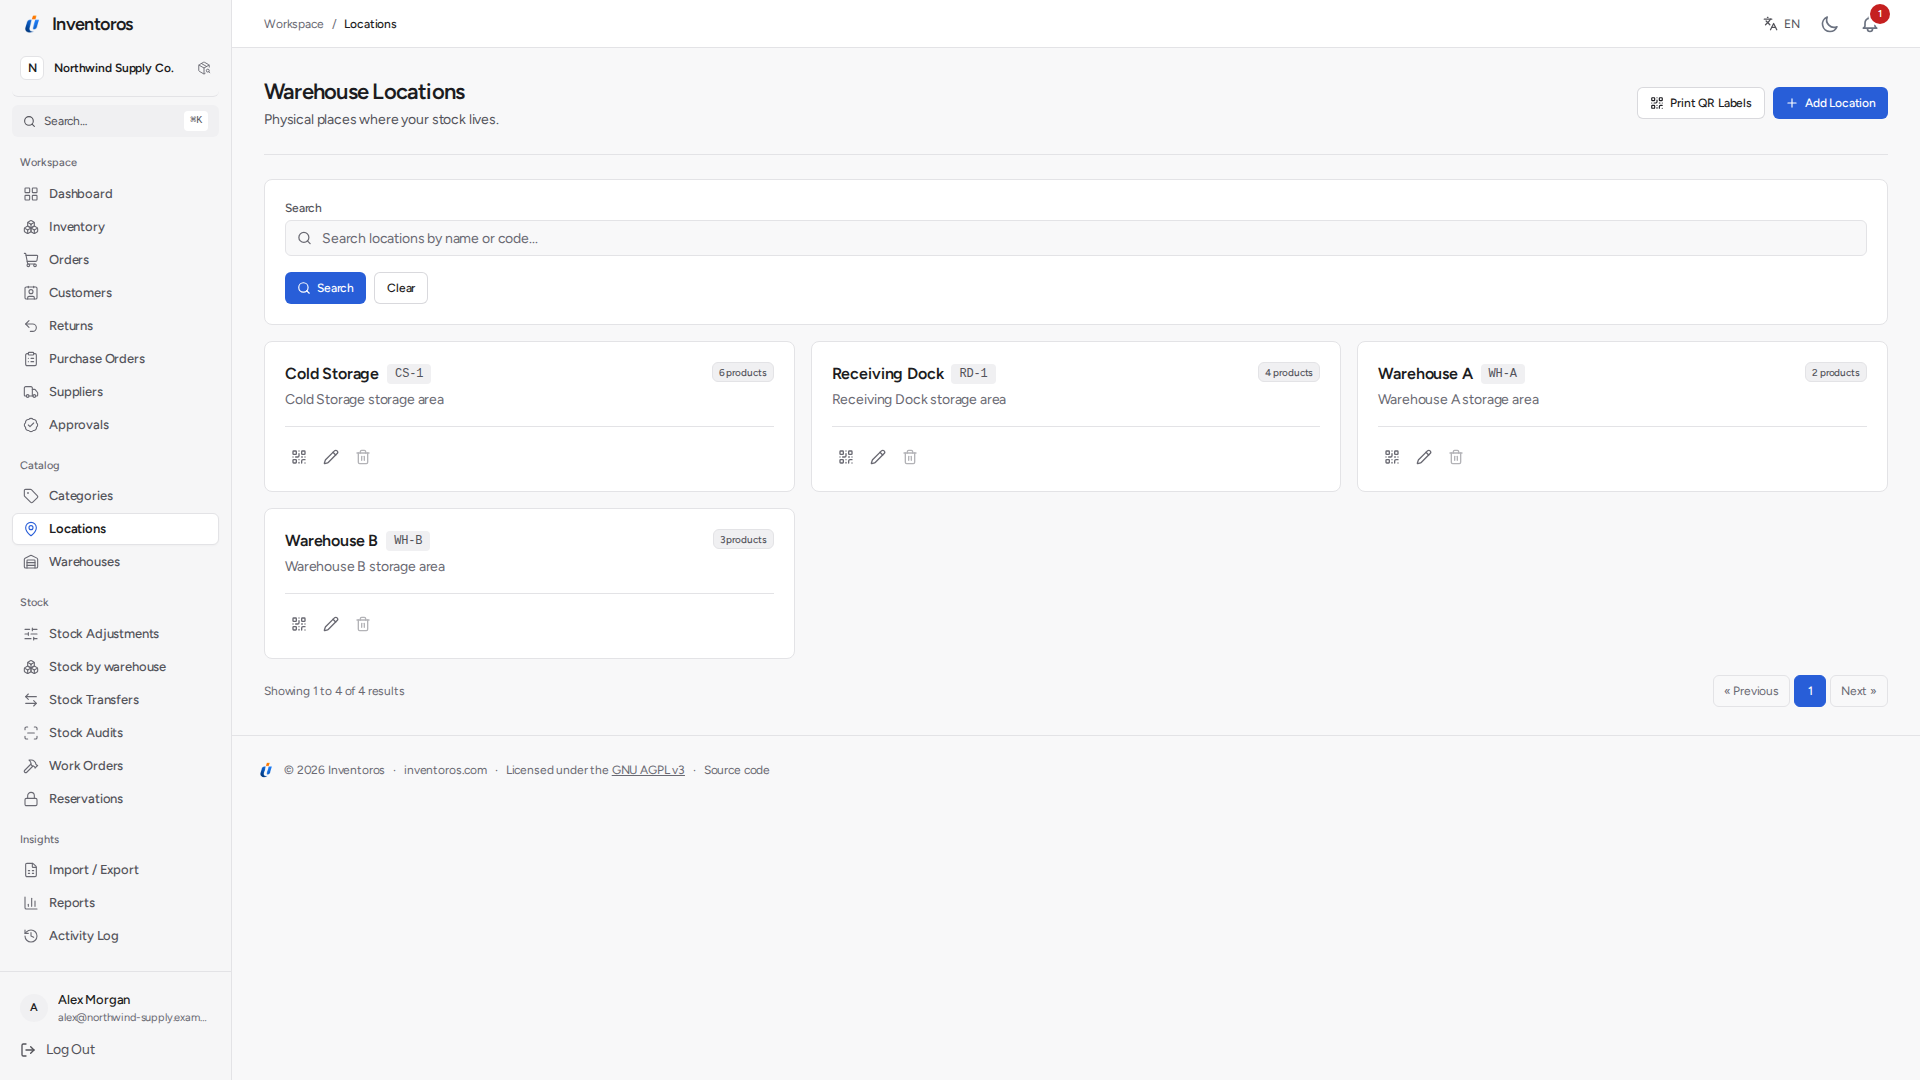 Inventoros
N Northwind Supply Co.
Search... ⌘K
Workspace
Dashboard
Inventory
Orders
Customers
Returns
Purchase Orders
Suppliers
Approvals
Catalog
Categories
Locations
Warehouses
Stock
Stock Adjustments
Stock by warehouse
Stock Transfers
Stock Audits
Work Orders
Reservations
Insights
Import / Export
Reports
Activity Log
A Alex Morgan
alex@northwind-supply.exam...
Log Out
Workspace / Locations
EN 1
Warehouse Locations
Physical places where your stock lives.
Print QR Labels
Add Location
Search
Search locations by name or code...
Search Clear
Cold Storage CS-1 6 products
Cold Storage storage area
Receiving Dock RD-1 4 products
Receiving Dock storage area
Warehouse A WH-A 2 products
Warehouse A storage area
Warehouse B WH-B 3 products
Warehouse B storage area
Showing 1 to 4 of 4 results
« Previous 1 Next »
© 2026 Inventoros · inventoros.com · Licensed under the GNU AGPL v3 · Source code